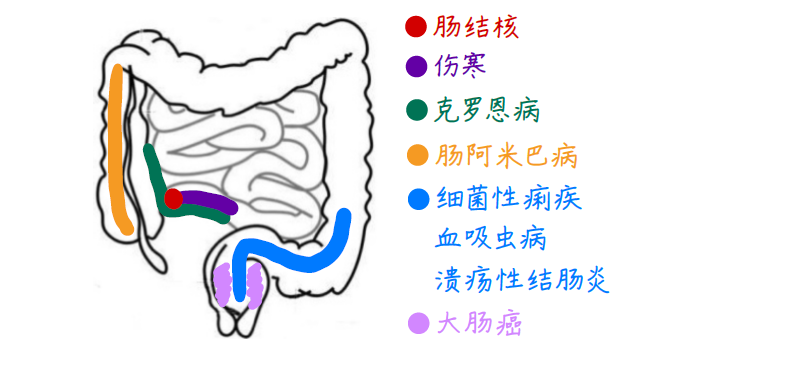 肠结核
伤寒
克罗恩病
肠阿米巴病
细菌性痢疾
血吸虫病
溃疡性结肠炎
大肠癌